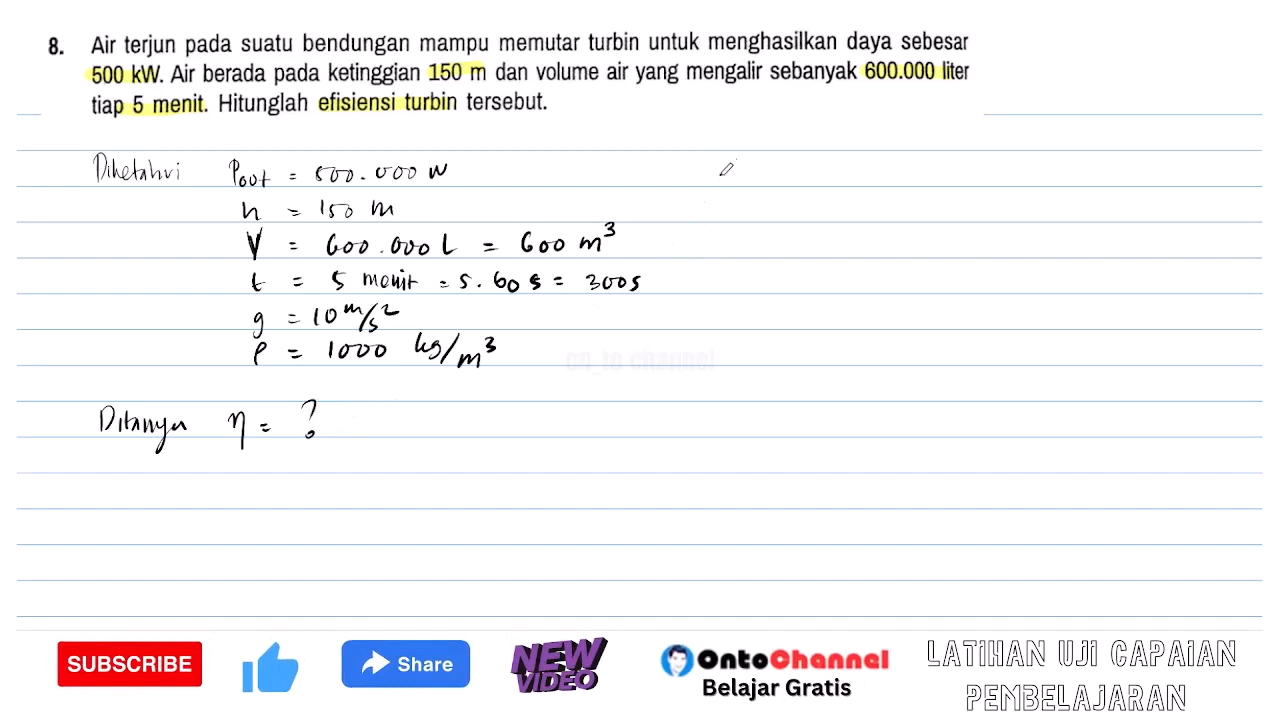 8. Air terjun pada suatu bendungan mampu memutar turbin untuk menghasilkan daya sebesar
500 kW. Air berada pada ketinggian 150 m dan volume air yang mengalir sebanyak 600.000 liter
tiap 5 menit. Hitunglah efisiensi turbin tersebut.
Diketahui Pout = 500.000 W
h = 150 m
V = 600.000 L = 600 m³
t = 5 menit = 5.60 s = 300 s
g = 10 m/s²
ρ = 1000 kg/m³
on_to channel
Ditanya η = ?
SUBSCRIBE
Share
NEW VIDEO
OntoChannel
Belajar Gratis
LATIHAN UJI CAPAIAN
PEMBELAJARAN